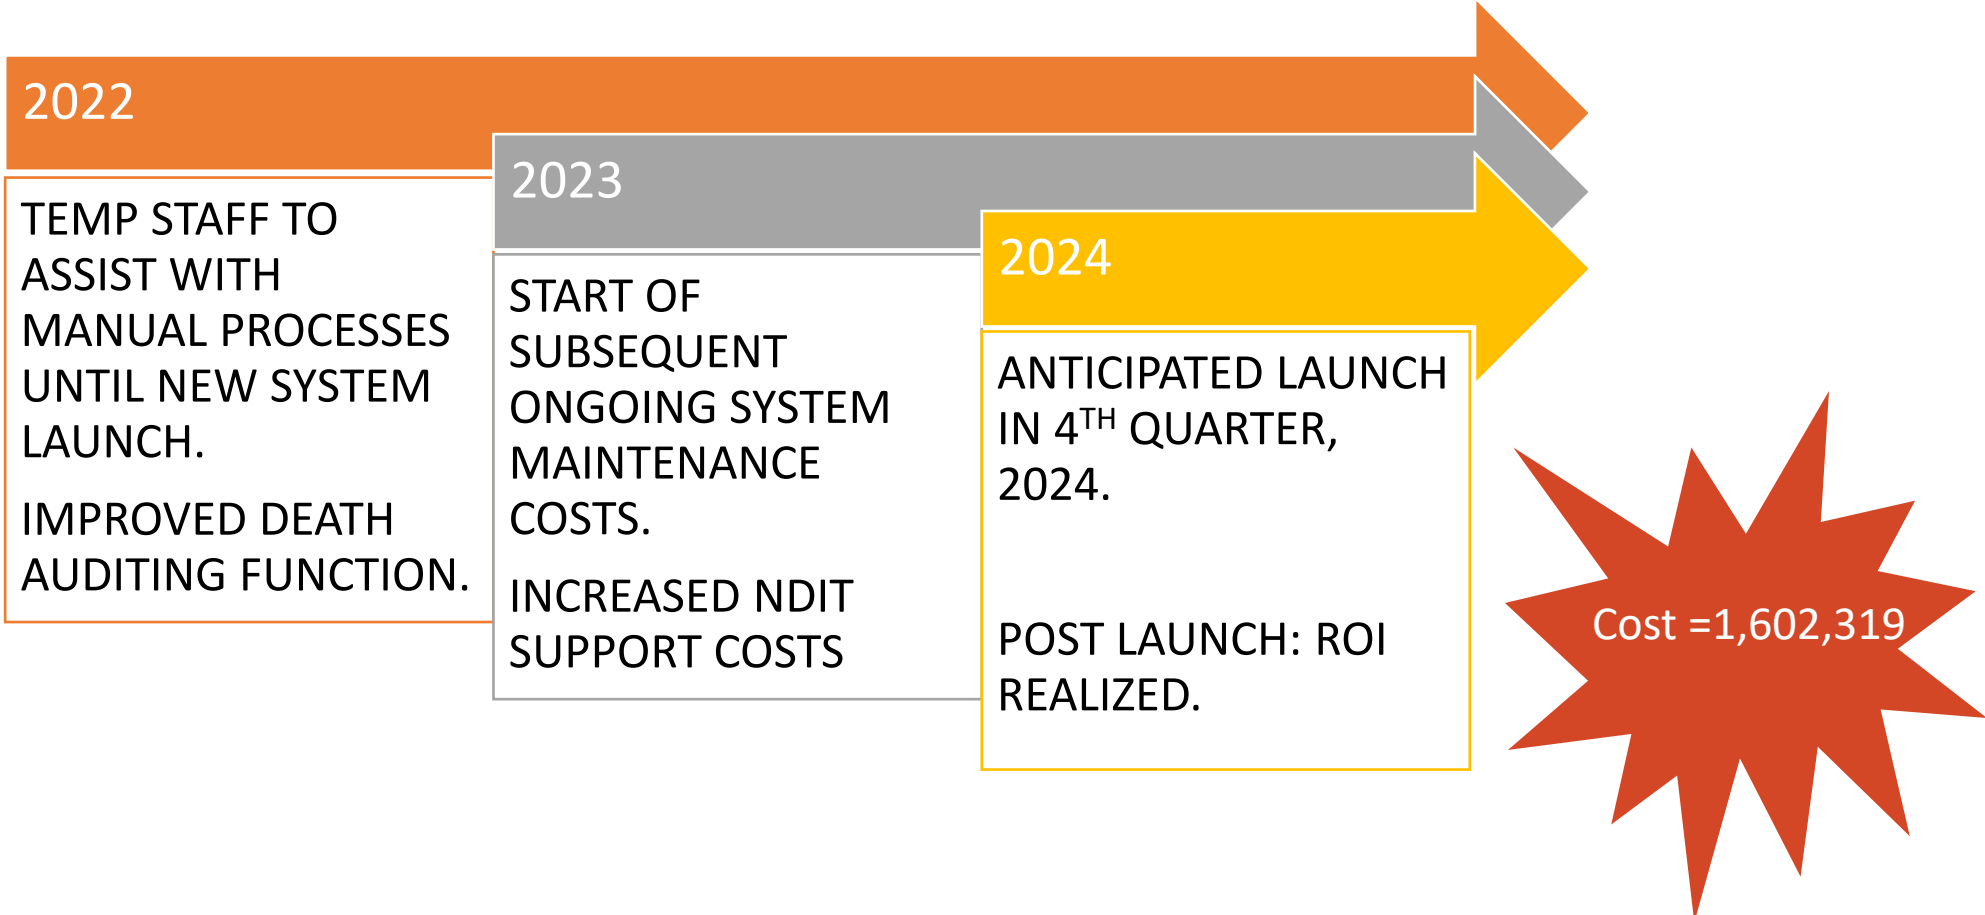 2022
TEMP STAFF TO
ASSIST WITH
MANUAL PROCESSES
UNTIL NEW SYSTEM
LAUNCH.
IMPROVED DEATH
AUDITING FUNCTION.
2023
START OF
SUBSEQUENT
ONGOING SYSTEM
MAINTENANCE
COSTS.
INCREASED NDIT
SUPPORT COSTS
2024
ANTICIPATED LAUNCH
IN 4TH QUARTER,
2024.
POST LAUNCH: ROI
REALIZED.
Cost =1,602,319